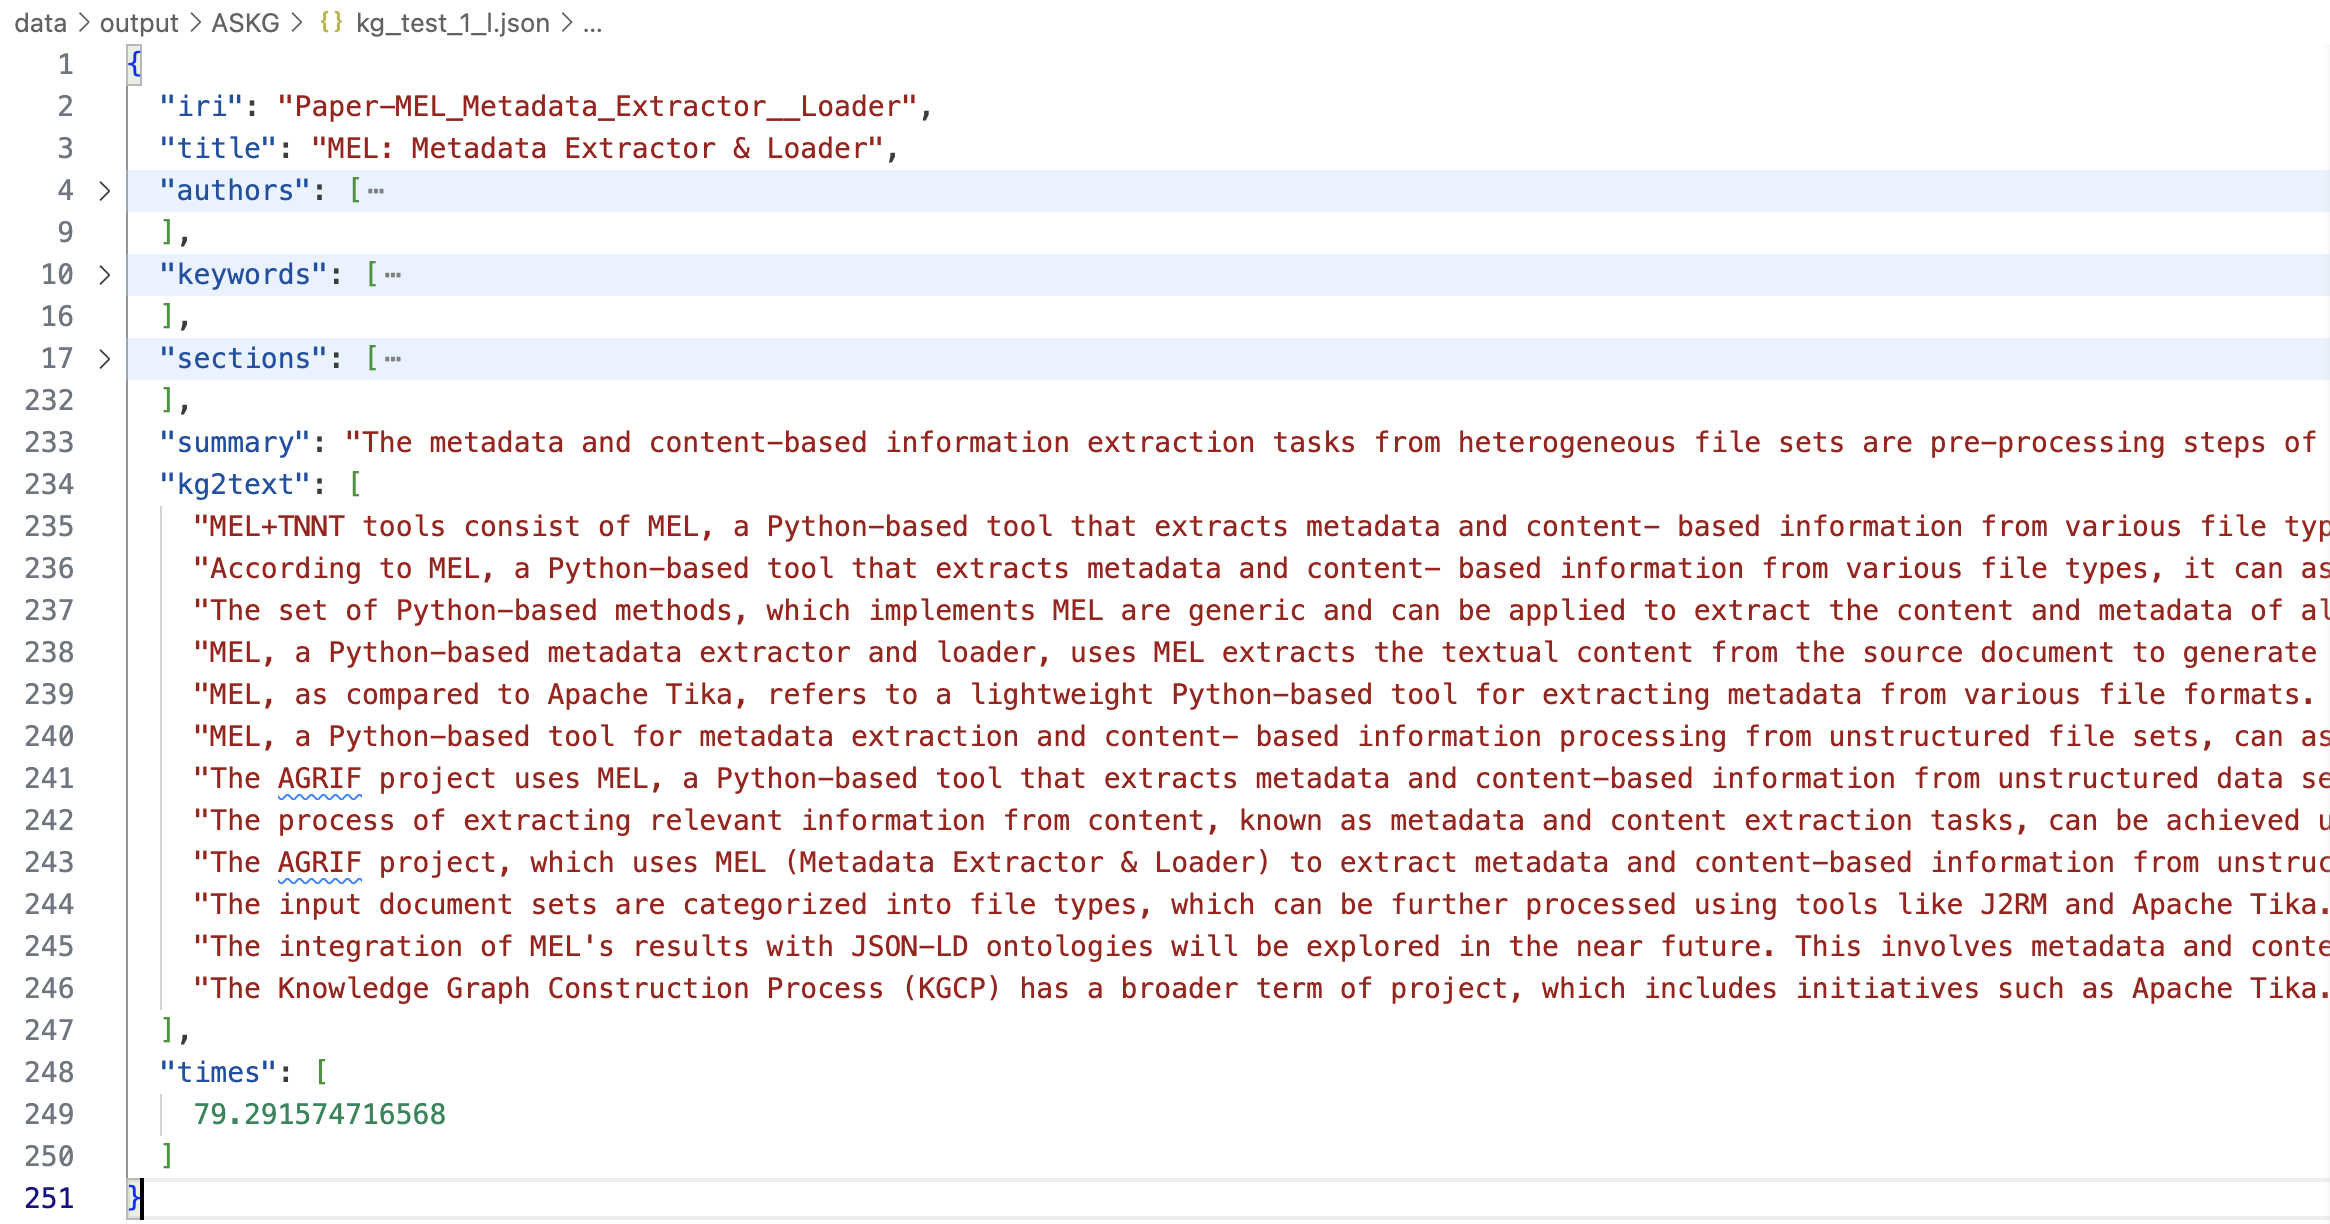 data > output > ASKG > {} kg_test_1_l.json > ...
1 {
2 "iri": "Paper-MEL_Metadata_Extractor__Loader",
3 "title": "MEL: Metadata Extractor & Loader",
4 > "authors": [ ⋯
9 ],
10 > "keywords": [ ⋯
16 ],
17 > "sections": [ ⋯
232 ],
233 "summary": "The metadata and content-based information extraction tasks from heterogeneous file sets are pre-processing steps of
234 "kg2text": [
235 "MEL+TNNT tools consist of MEL, a Python-based tool that extracts metadata and content- based information from various file typ
236 "According to MEL, a Python-based tool that extracts metadata and content- based information from various file types, it can as
237 "The set of Python-based methods, which implements MEL are generic and can be applied to extract the content and metadata of al
238 "MEL, a Python-based metadata extractor and loader, uses MEL extracts the textual content from the source document to generate
239 "MEL, as compared to Apache Tika, refers to a lightweight Python-based tool for extracting metadata from various file formats.
240 "MEL, a Python-based tool for metadata extraction and content- based information processing from unstructured file sets, can as
241 "The AGRIF project uses MEL, a Python-based tool that extracts metadata and content-based information from unstructured data se
242 "The process of extracting relevant information from content, known as metadata and content extraction tasks, can be achieved u
243 "The AGRIF project, which uses MEL (Metadata Extractor & Loader) to extract metadata and content-based information from unstruc
244 "The input document sets are categorized into file types, which can be further processed using tools like J2RM and Apache Tika.
245 "The integration of MEL's results with JSON-LD ontologies will be explored in the near future. This involves metadata and conte
246 "The Knowledge Graph Construction Process (KGCP) has a broader term of project, which includes initiatives such as Apache Tika.
247 ],
248 "times": [
249 79.291574716568
250 ]
251 }